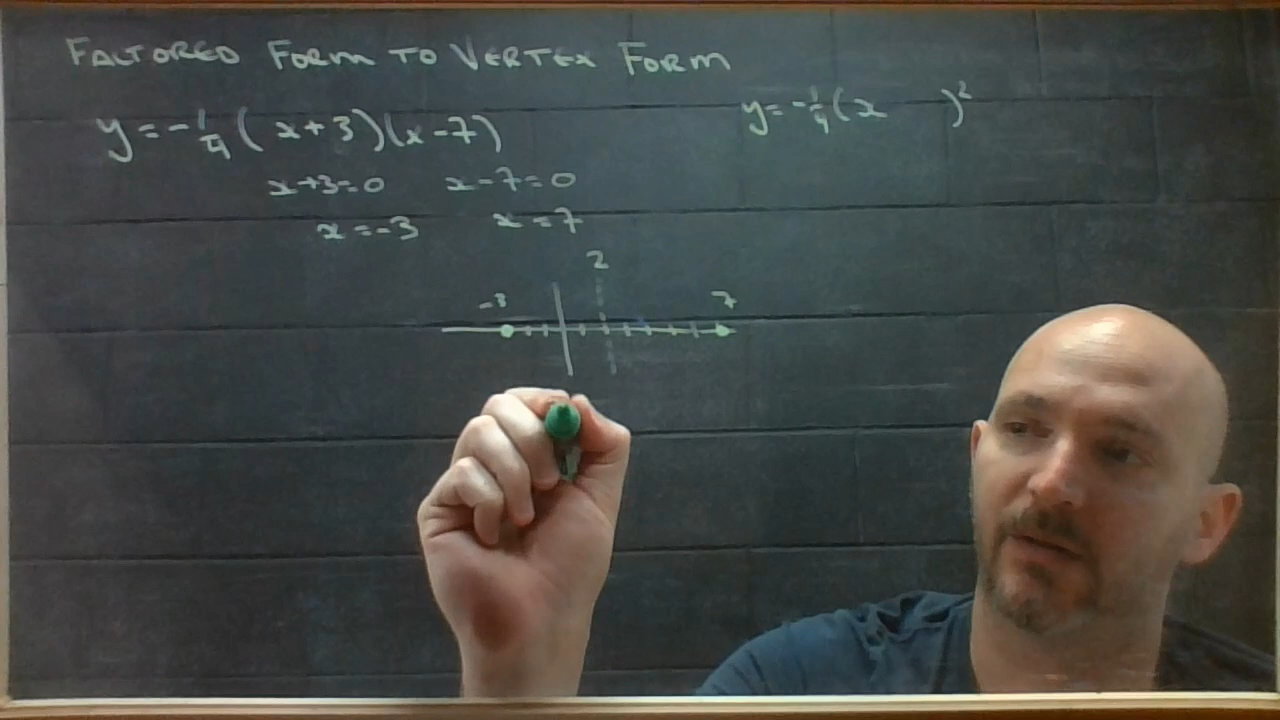 FACTORED FORM TO VERTEX FORM
y = -1/4 (x+3)(x-7)
y = -1/4 (x )²
x+3=0 x-7=0
x=-3 x=7
2
-3 7